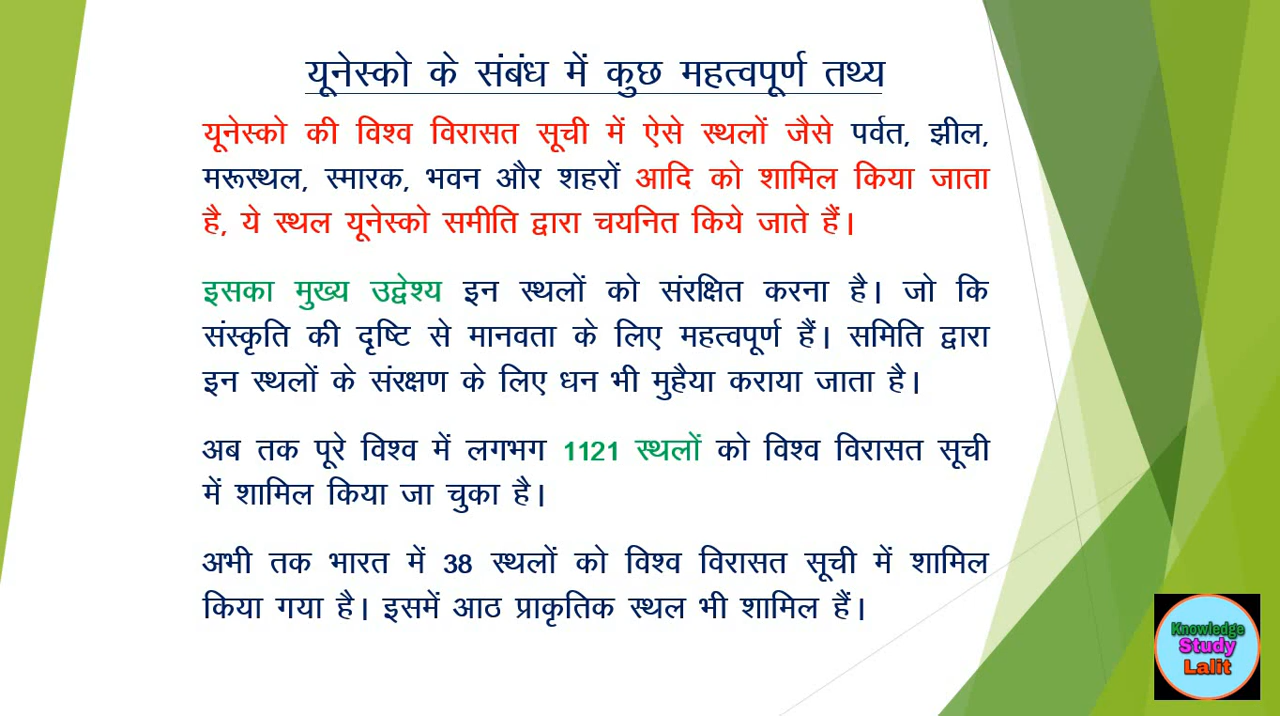 यूनेस्को के संबंध में कुछ महत्वपूर्ण तथ्य
यूनेस्को की विश्व विरासत सूची में ऐसे स्थलों जैसे पर्वत, झील,
मरूस्थल, स्मारक, भवन और शहरों आदि को शामिल किया जाता
है, ये स्थल यूनेस्को समीति द्वारा चयनित किये जाते हैं।
इसका मुख्य उद्वेश्य इन स्थलों को संरक्षित करना है। जो कि
संस्कृति की दृष्टि से मानवता के लिए महत्वपूर्ण हैं। समिति द्वारा
इन स्थलों के संरक्षण के लिए धन भी मुहैया कराया जाता है।
अब तक पूरे विश्व में लगभग 1121 स्थलों को विश्व विरासत सूची
में शामिल किया जा चुका है।
अभी तक भारत में 38 स्थलों को विश्व विरासत सूची में शामिल
किया गया है। इसमें आठ प्राकृतिक स्थल भी शामिल हैं।
Knowledge
Study
Lalit